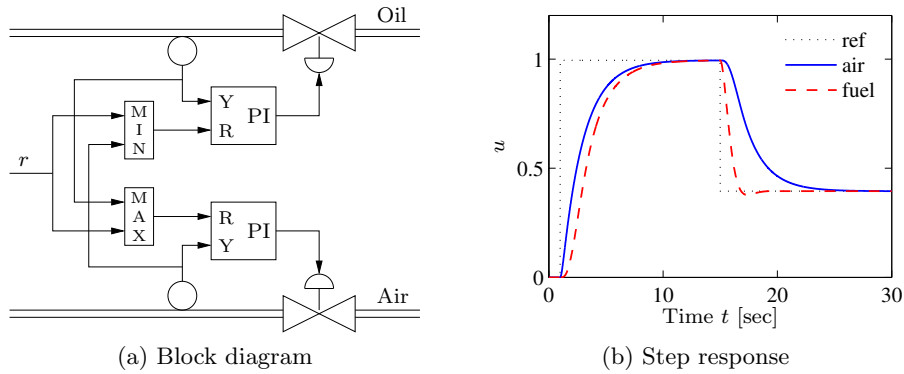 Oil
Y
R
PI
M
I
N
r
M
A
X
R
Y
PI
Air
(a) Block diagram
ref
air
fuel
1
0.5
0
u
0 10 20 30
Time t [sec]
(b) Step response